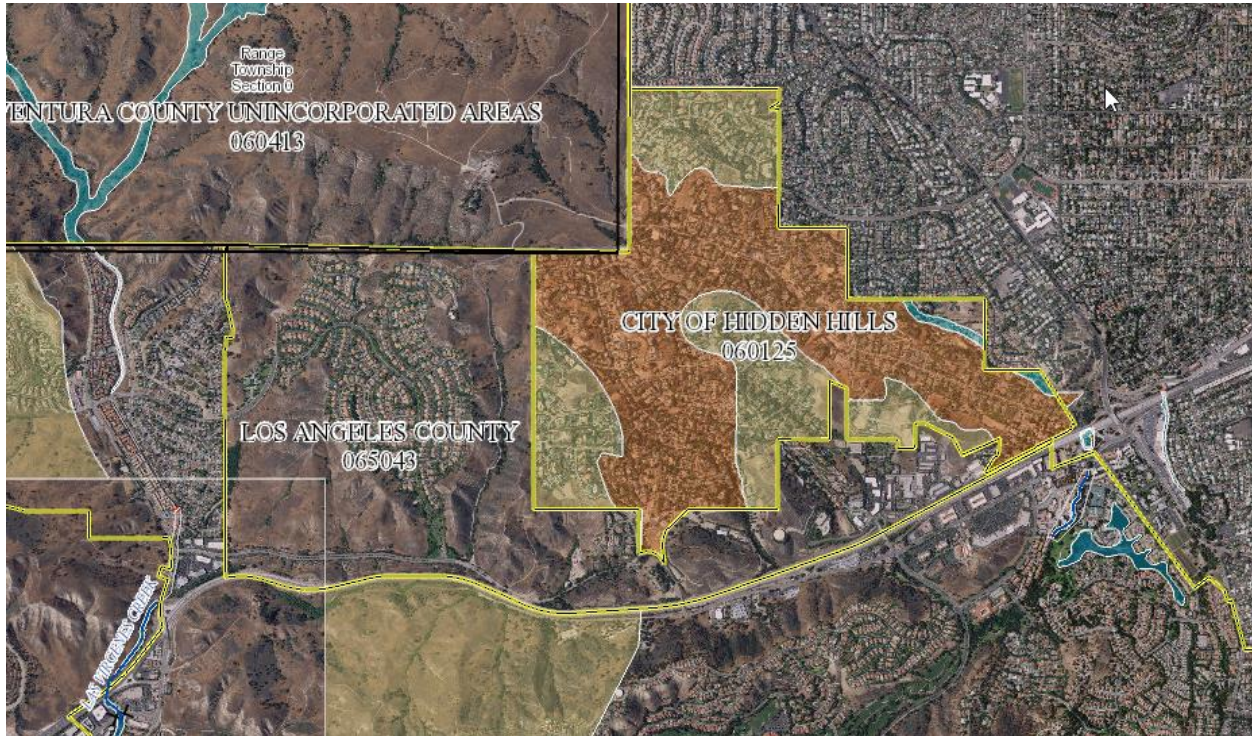 Range
Township
Section 0
VENTURA COUNTY UNINCORPORATED AREAS
060413
CITY OF HIDDEN HILLS
060125
LOS ANGELES COUNTY
065043
LAS VIRGENES CREEK